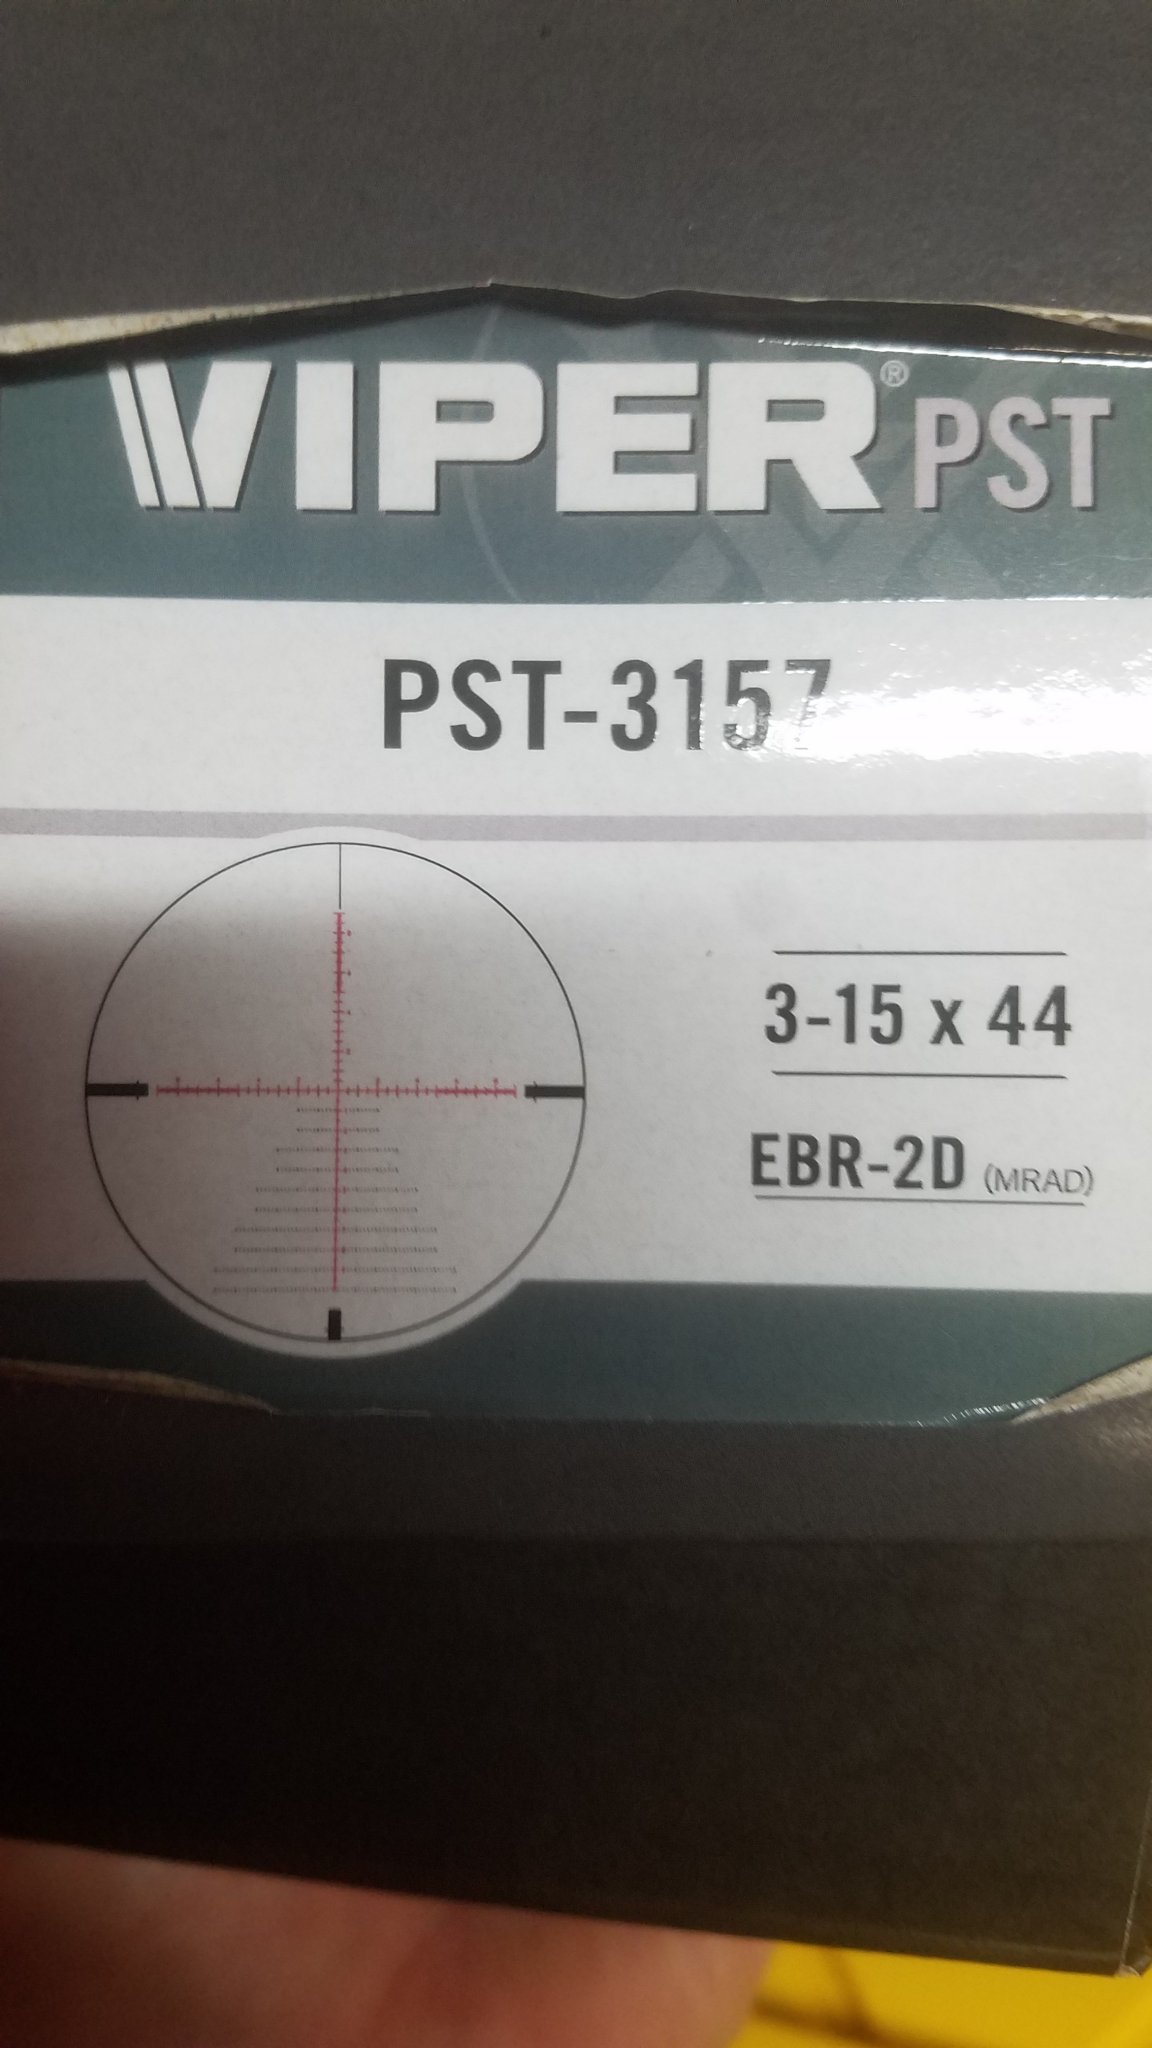 VIPER® PST
PST-3157
3-15 x 44
EBR-2D (MRAD)